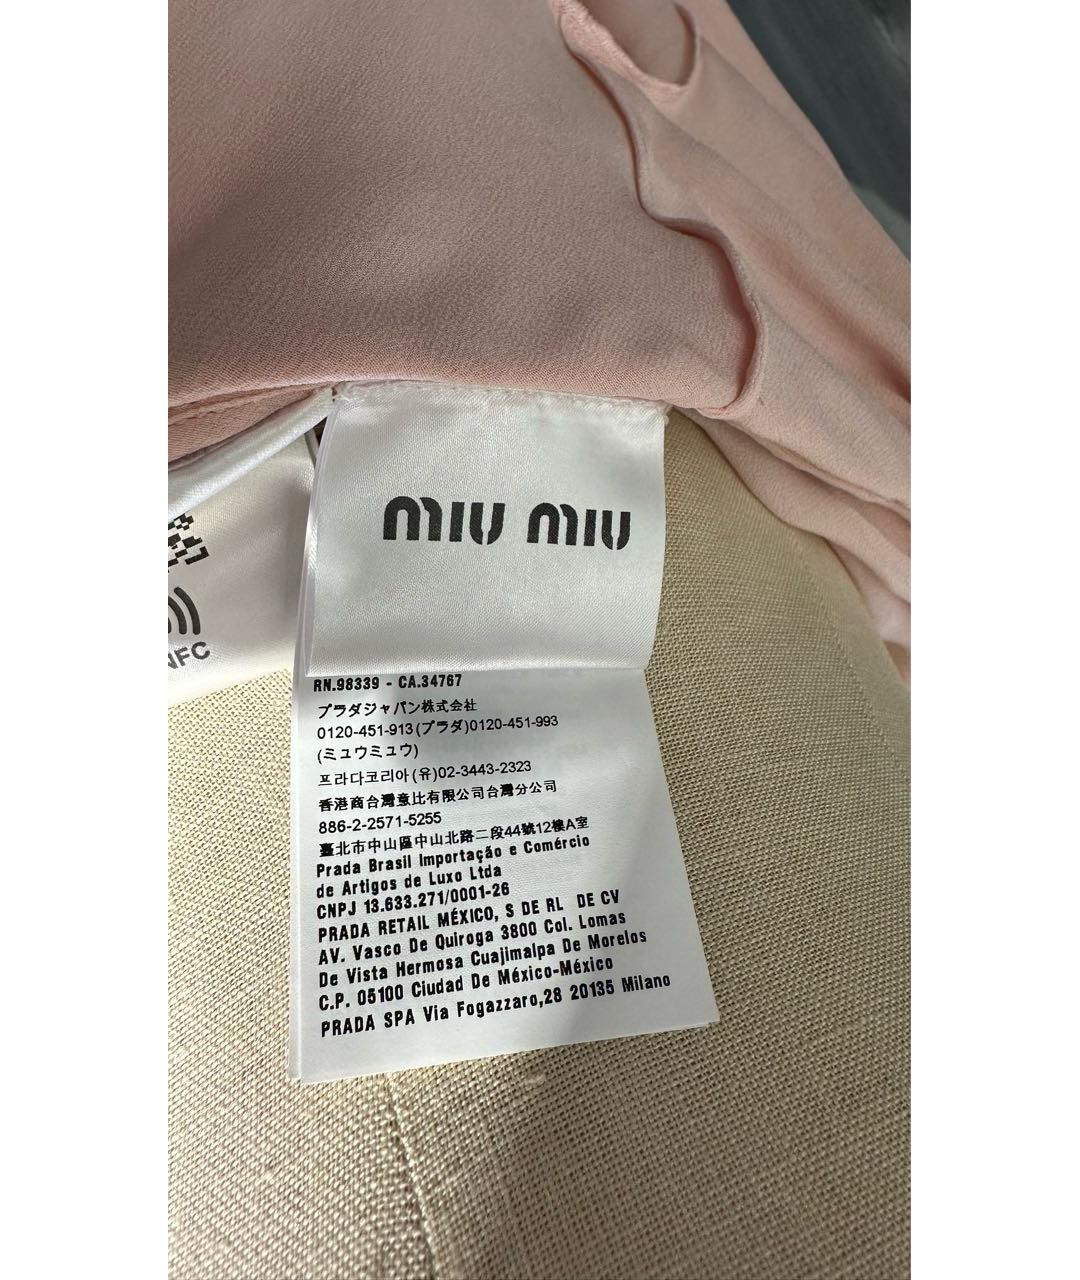 miu miu
NFC
RN.98339 - CA.34767
プラダジャパン株式会社
0120-451-913(プラダ)0120-451-993
(ミュウミュウ)
프라다코리아(유)02-3443-2323
香港商台灣意比有限公司台灣分公司
886-2-2571-5255
臺北市中山區中山北路二段44號12樓A室
Prada Brasil Importação e Comércio
de Artigos de Luxo Ltda
CNPJ 13.633.271/0001-26
PRADA RETAIL MÉXICO, S DE RL DE CV
AV. Vasco De Quiroga 3800 Col. Lomas
De Vista Hermosa Cuajimalpa De Morelos
C.P. 05100 Ciudad De México-México
PRADA SPA Via Fogazzaro,28 20135 Milano